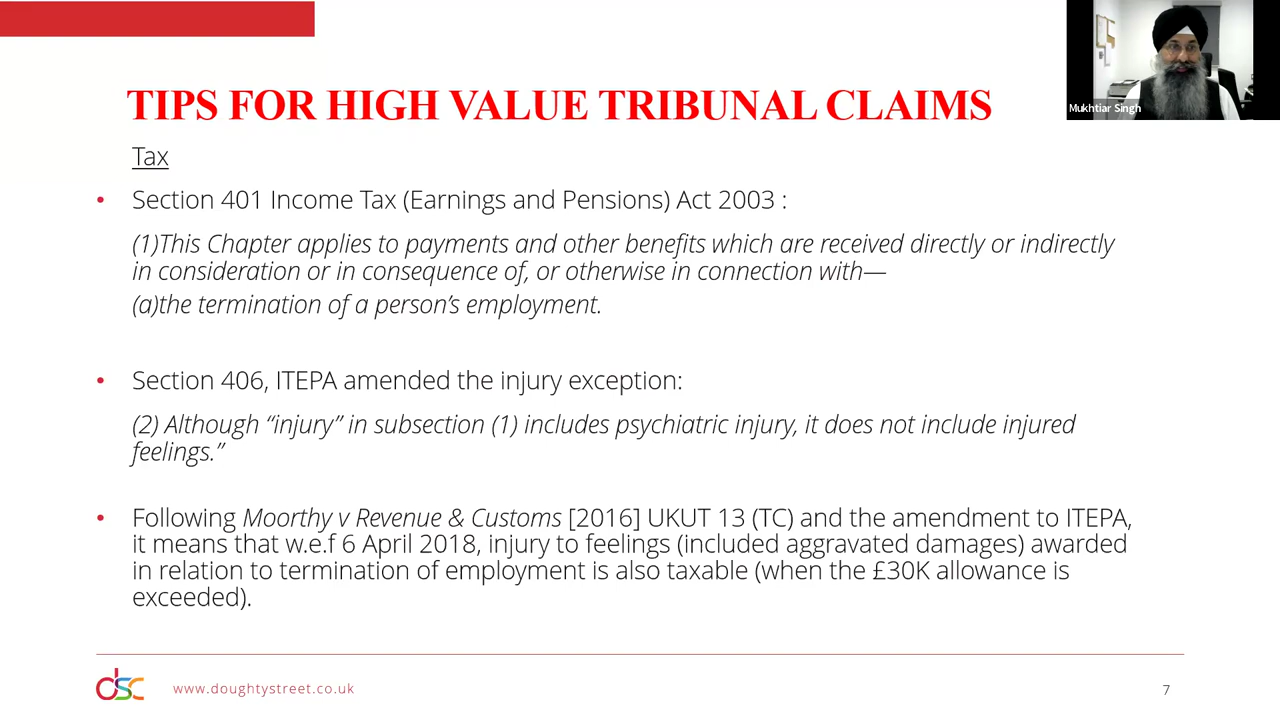 TIPS FOR HIGH VALUE TRIBUNAL CLAIMS
Mukhtiar Singh
Tax
• Section 401 Income Tax (Earnings and Pensions) Act 2003 :
(1)This Chapter applies to payments and other benefits which are received directly or indirectly
in consideration or in consequence of, or otherwise in connection with—
(a)the termination of a person’s employment.
• Section 406, ITEPA amended the injury exception:
(2) Although “injury” in subsection (1) includes psychiatric injury, it does not include injured
feelings.”
• Following Moorthy v Revenue & Customs [2016] UKUT 13 (TC) and the amendment to ITEPA,
it means that w.e.f 6 April 2018, injury to feelings (included aggravated damages) awarded
in relation to termination of employment is also taxable (when the £30K allowance is
exceeded).
dsc www.doughtystreet.co.uk 7